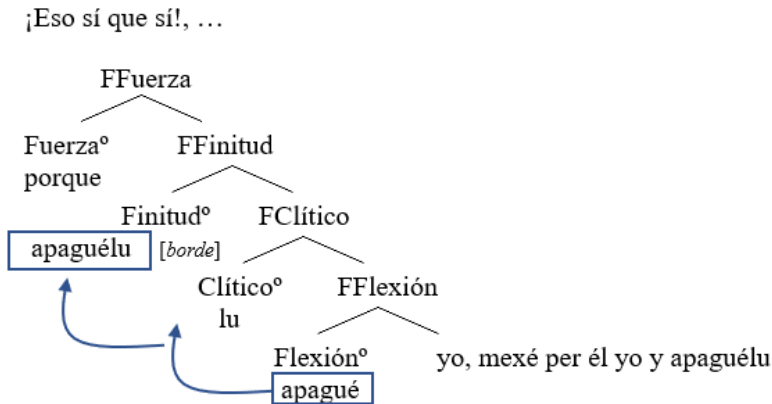 ¡Eso sí que sí!, …
FFuerza
Fuerzaº FFinitud
porque
Finitudº FClítico
apaguélu [borde]
Clíticoº FFlexión
lu
Flexiónº yo, mexé per él yo y apaguélu
apagué